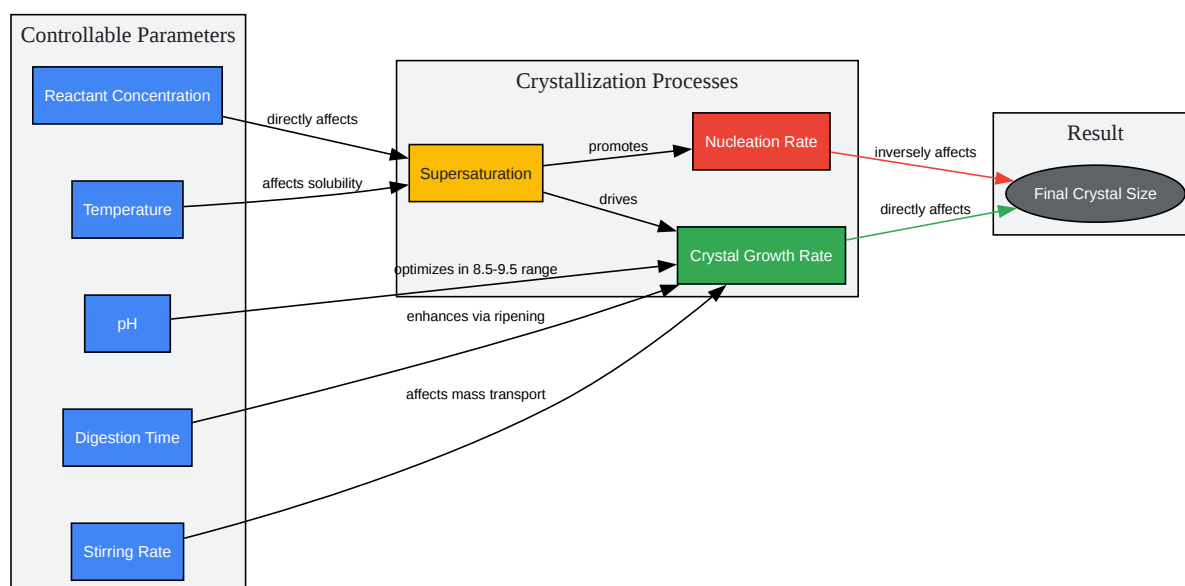 Controllable Parameters
Reactant Concentration
Temperature
pH
Digestion Time
Stirring Rate
directly affects
affects solubility
optimizes in 8.5-9.5 range
enhances via ripening
affects mass transport
Crystallization Processes
Supersaturation
promotes
drives
Nucleation Rate
Crystal Growth Rate
inversely affects
directly affects
Result
Final Crystal Size